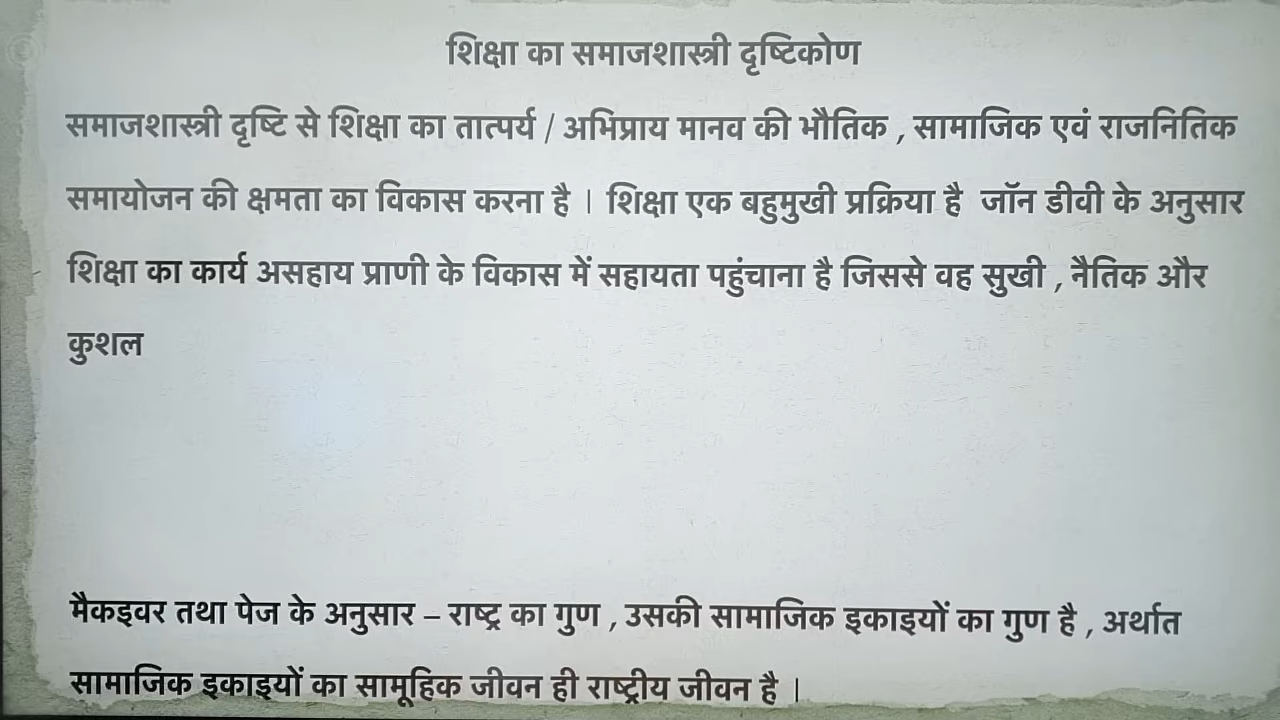 शिक्षा का समाजशास्त्री दृष्टिकोण
समाजशास्त्री दृष्टि से शिक्षा का तात्पर्य / अभिप्राय मानव की भौतिक , सामाजिक एवं राजनितिक
समायोजन की क्षमता का विकास करना है | शिक्षा एक बहुमुखी प्रक्रिया है जॉन डीवी के अनुसार
शिक्षा का कार्य असहाय प्राणी के विकास में सहायता पहुंचाना है जिससे वह सुखी , नैतिक और
कुशल
मैकइवर तथा पेज के अनुसार – राष्ट्र का गुण , उसकी सामाजिक इकाइयों का गुण है , अर्थात
सामाजिक इकाइयों का सामूहिक जीवन ही राष्ट्रीय जीवन है |